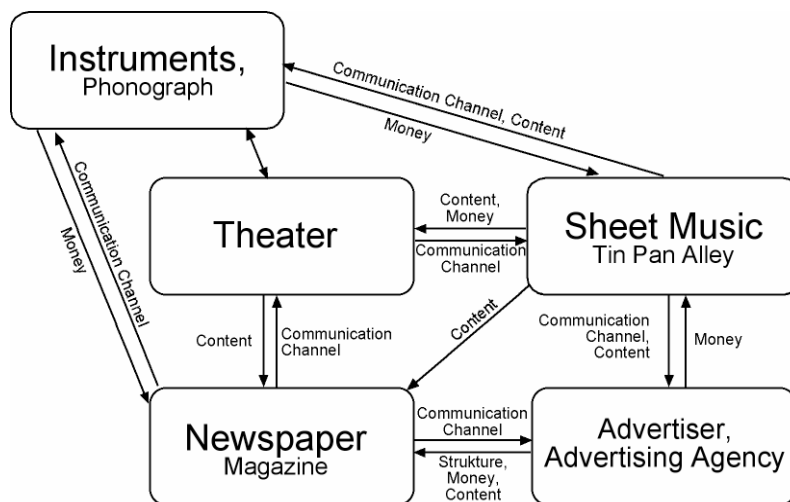 Instruments,
Phonograph
Communication Channel, Content
Money
Communication Channel
Money
Theater
Content,
Money
Communication
Channel
Sheet Music
Tin Pan Alley
Content
Communication
Channel
Content
Communication
Channel,
Content
Money
Newspaper
Magazine
Communication
Channel
Strukture,
Money,
Content
Advertiser,
Advertising Agency